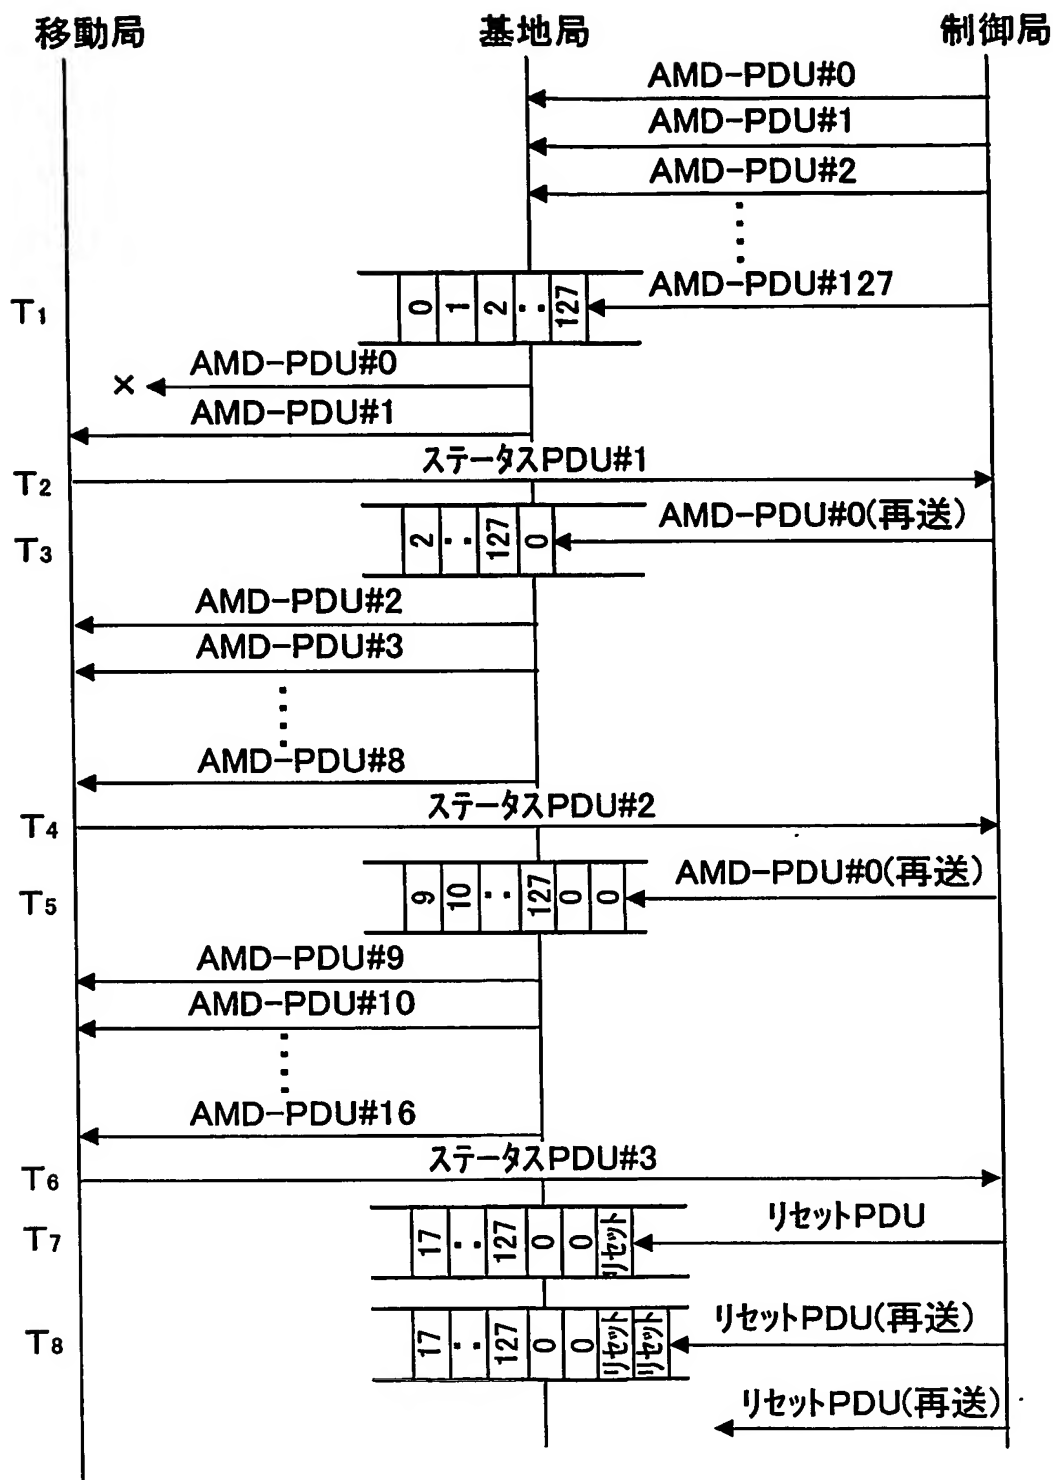 移動局 基地局 制御局
AMD-PDU#0
AMD-PDU#1
AMD-PDU#2
T1 0 1 2 ‥ 127 AMD-PDU#127
× AMD-PDU#0
AMD-PDU#1
T2 ステータスPDU#1
T3 2 ‥ 127 0 AMD-PDU#0(再送)
AMD-PDU#2
AMD-PDU#3
AMD-PDU#8
T4 ステータスPDU#2
T5 9 10 ‥ 127 0 0 AMD-PDU#0(再送)
AMD-PDU#9
AMD-PDU#10
AMD-PDU#16
T6 ステータスPDU#3
T7 17 ‥ 127 0 0 リセット リセットPDU
T8 17 ‥ 127 0 0 リセット リセット リセットPDU(再送)
リセットPDU(再送)